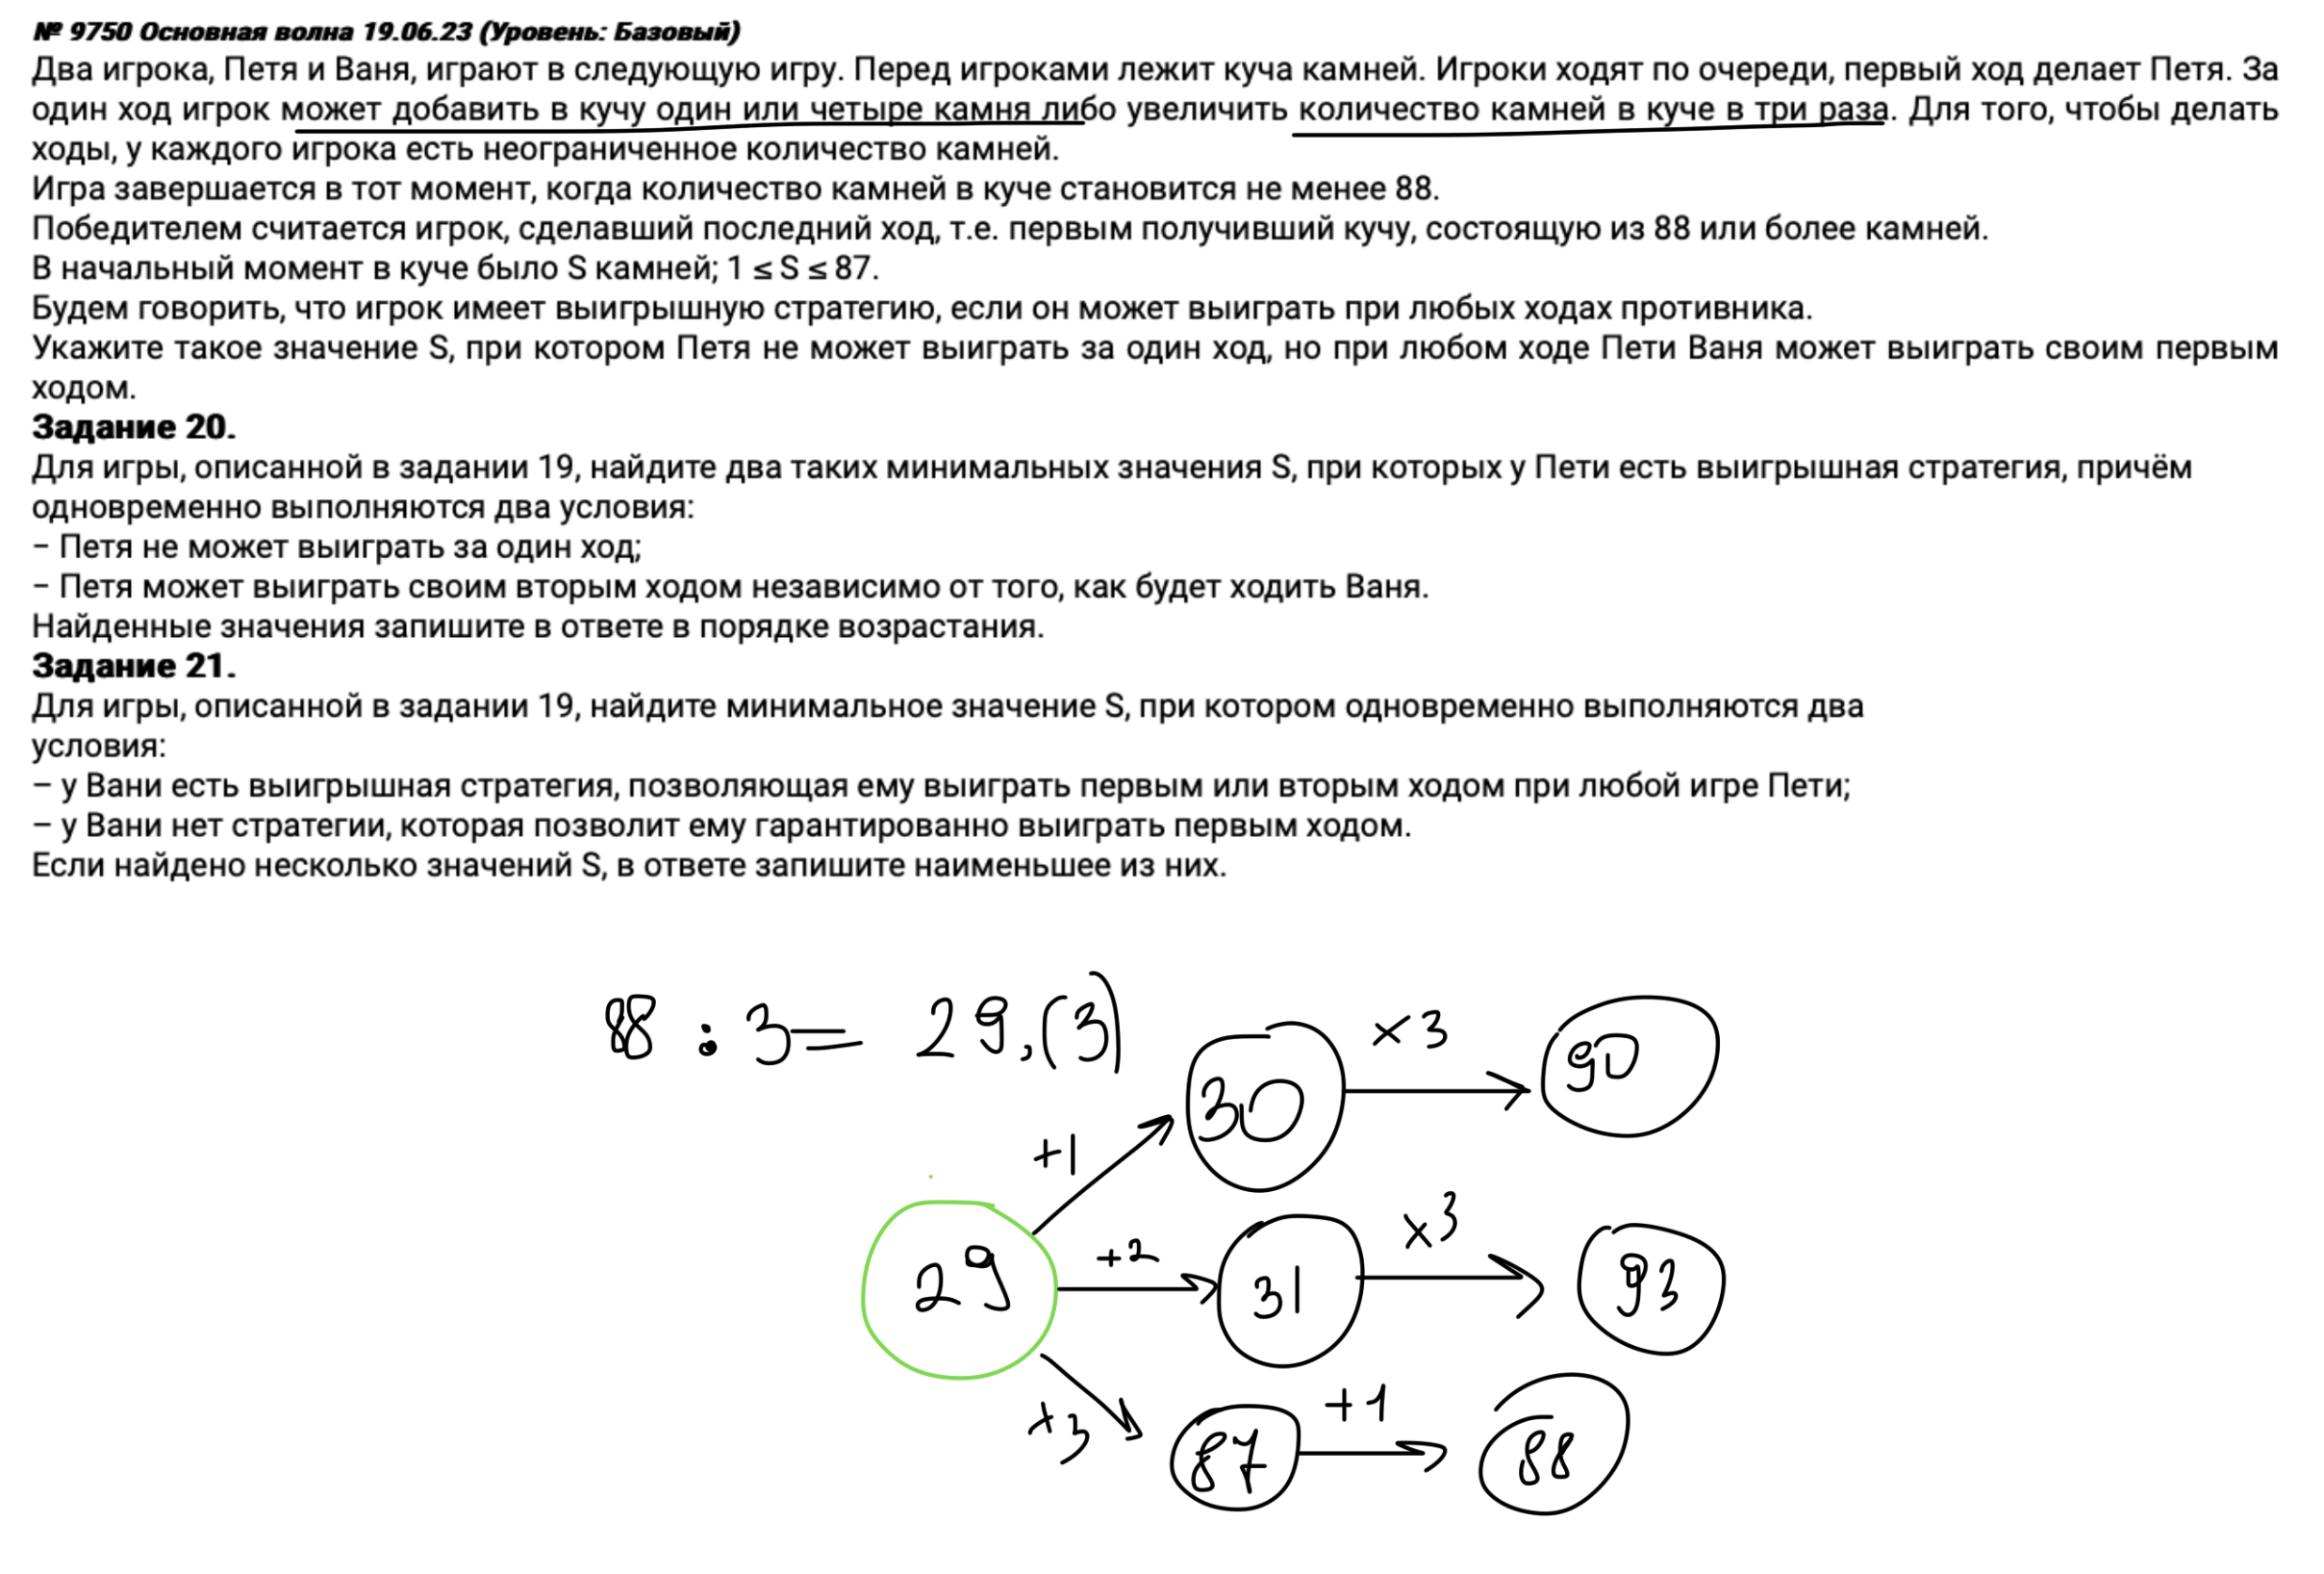 № 9750 Основная волна 19.06.23 (Уровень: Базовый)
Два игрока, Петя и Ваня, играют в следующую игру. Перед игроками лежит куча камней. Игроки ходят по очереди, первый ход делает Петя. За
один ход игрок может добавить в кучу один или четыре камня либо увеличить количество камней в куче в три раза. Для того, чтобы делать
ходы, у каждого игрока есть неограниченное количество камней.
Игра завершается в тот момент, когда количество камней в куче становится не менее 88.
Победителем считается игрок, сделавший последний ход, т.е. первым получивший кучу, состоящую из 88 или более камней.
В начальный момент в куче было S камней; 1 ≤ S ≤ 87.
Будем говорить, что игрок имеет выигрышную стратегию, если он может выиграть при любых ходах противника.
Укажите такое значение S, при котором Петя не может выиграть за один ход, но при любом ходе Пети Ваня может выиграть своим первым
ходом.
Задание 20.
Для игры, описанной в задании 19, найдите два таких минимальных значения S, при которых у Пети есть выигрышная стратегия, причём
одновременно выполняются два условия:
− Петя не может выиграть за один ход;
− Петя может выиграть своим вторым ходом независимо от того, как будет ходить Ваня.
Найденные значения запишите в ответе в порядке возрастания.
Задание 21.
Для игры, описанной в задании 19, найдите минимальное значение S, при котором одновременно выполняются два
условия:
– у Вани есть выигрышная стратегия, позволяющая ему выиграть первым или вторым ходом при любой игре Пети;
– у Вани нет стратегии, которая позволит ему гарантированно выиграть первым ходом.
Если найдено несколько значений S, в ответе запишите наименьшее из них.
88 : 3 = 29,(3)
+1 30 ×3 90
29 +2 31 ×3 93
×3 87 +1 88